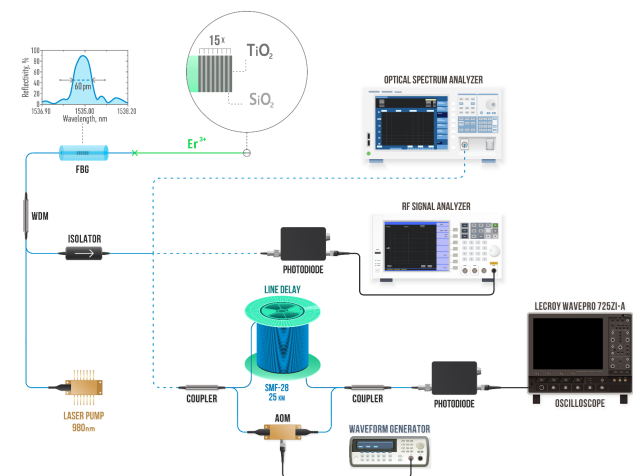 15x
TiO2
SiO2
Reflectivity, %
100
80
60
40
20
0
60 pm
1536.90
1535.00
1538.20
Wavelength, nm
FBG
Er3+
OPTICAL SPECTRUM ANALYZER
WDM
ISOLATOR
RF SIGNAL ANALYZER
PHOTODIODE
LINE DELAY
LECROY WAVEPRO 725ZI-A
SMF-28
25 KM
LASER PUMP
980nm
COUPLER
COUPLER
PHOTODIODE
OSCILLOSCOPE
AOM
WAVEFORM GENERATOR